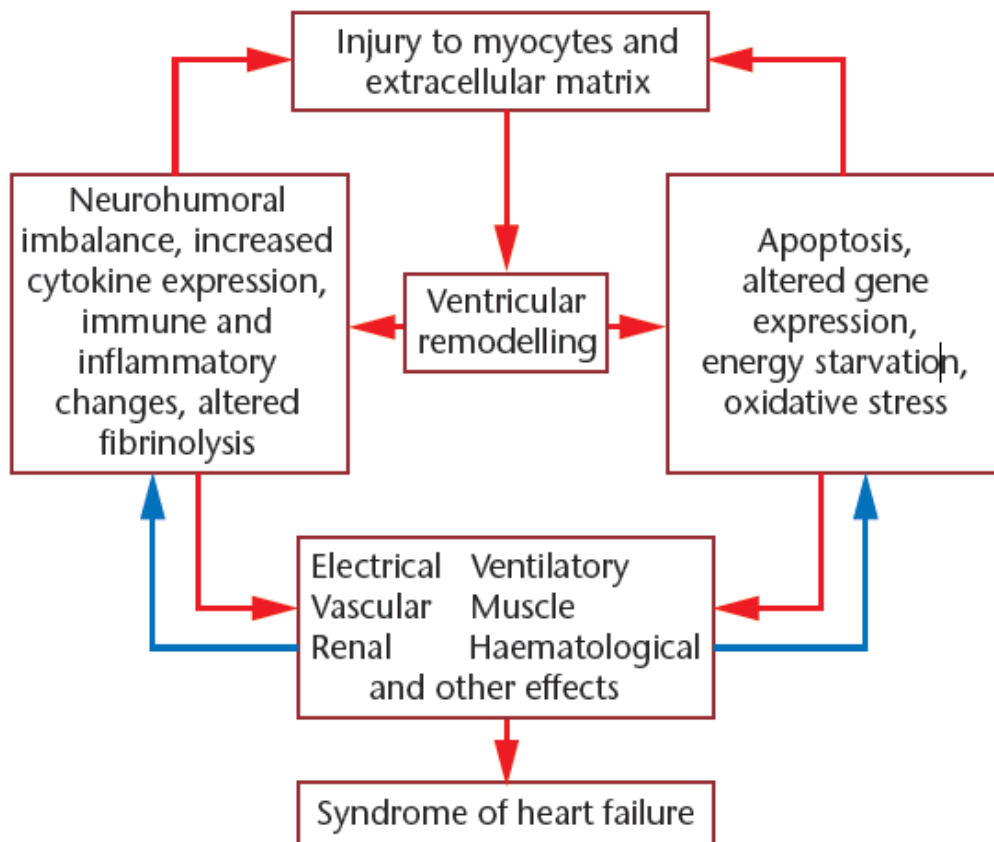 Injury to myocytes and
extracellular matrix
Neurohumoral
imbalance, increased
cytokine expression,
immune and
inflammatory
changes, altered
fibrinolysis
Ventricular
remodelling
Apoptosis,
altered gene
expression,
energy starvation,
oxidative stress
Electrical Ventilatory
Vascular Muscle
Renal Haematological
and other effects
Syndrome of heart failure